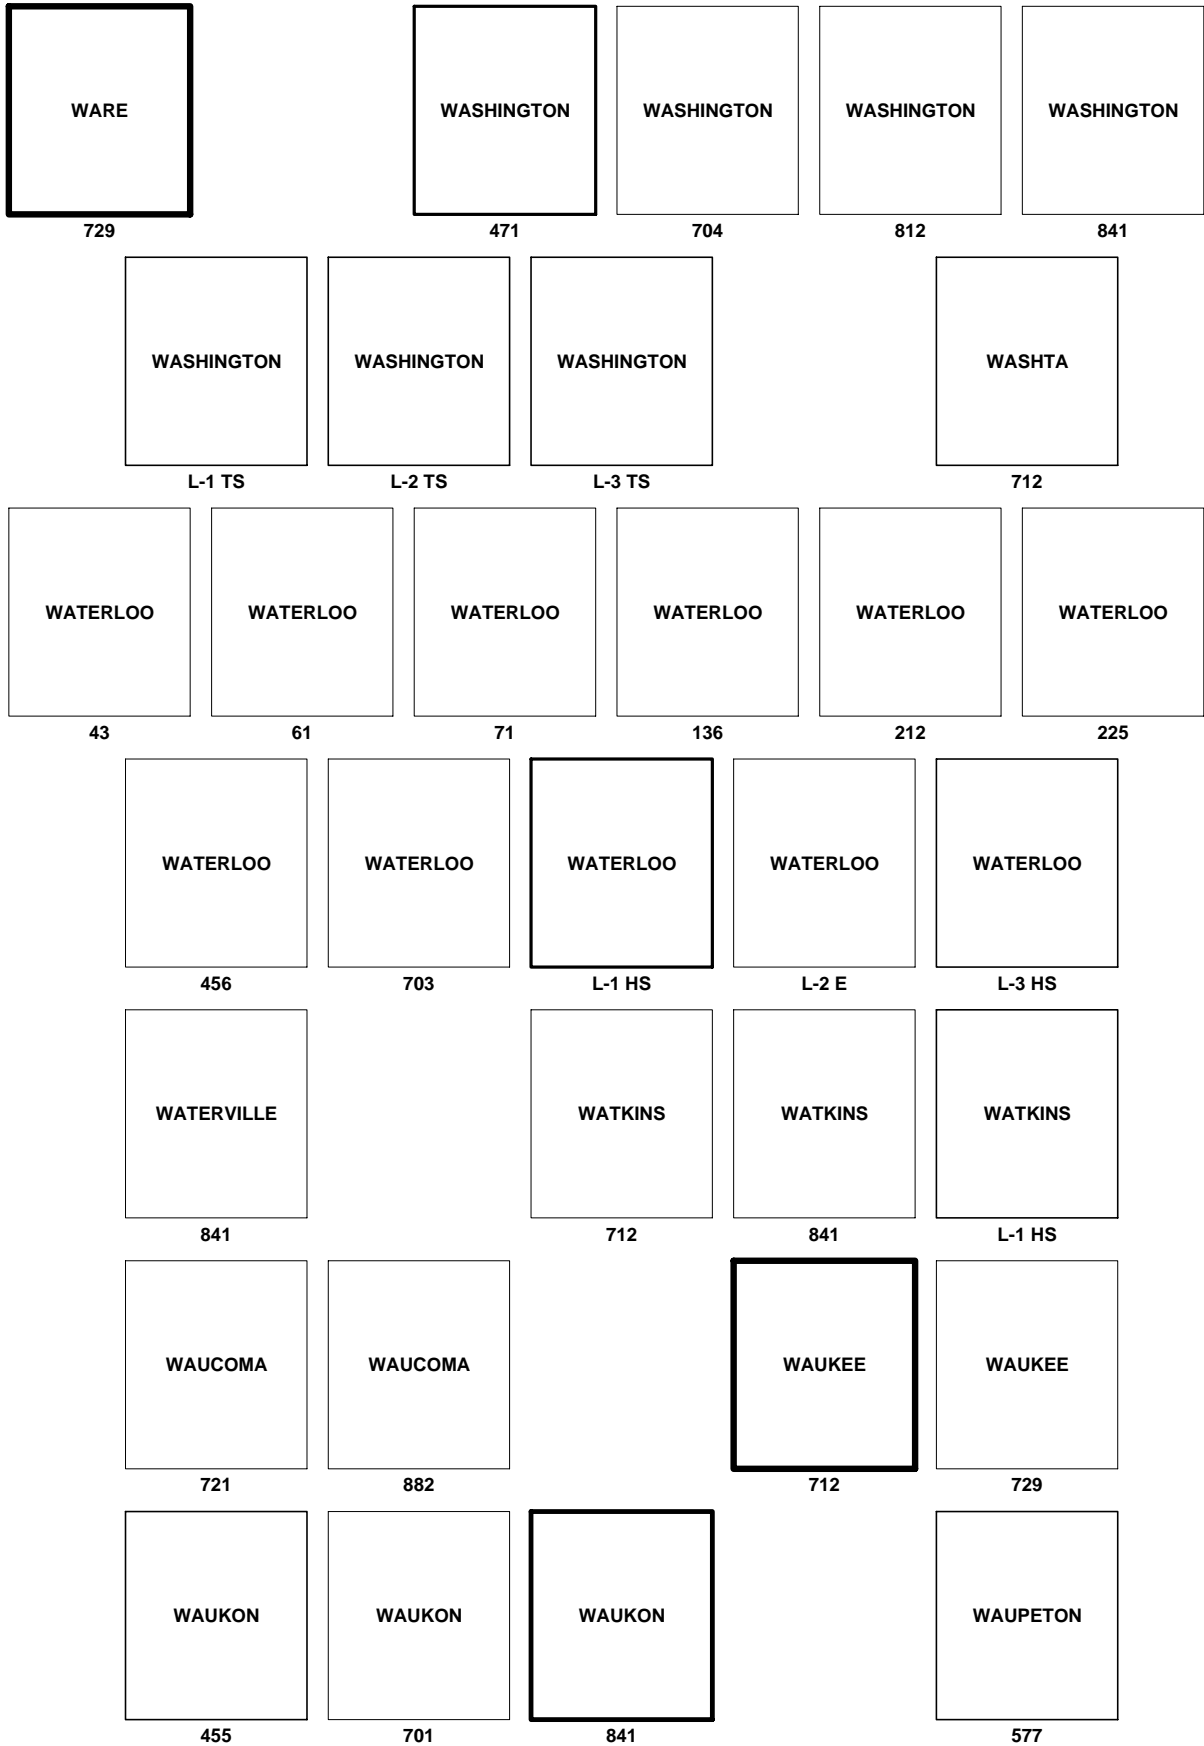 WARE WASHINGTON WASHINGTON WASHINGTON WASHINGTON
729 471 704 812 841
WASHINGTON WASHINGTON WASHINGTON WASHTA
L-1 TS L-2 TS L-3 TS 712
WATERLOO WATERLOO WATERLOO WATERLOO WATERLOO WATERLOO
43 61 71 136 212 225
WATERLOO WATERLOO WATERLOO WATERLOO WATERLOO
456 703 L-1 HS L-2 E L-3 HS
WATERVILLE WATKINS WATKINS WATKINS
841 712 841 L-1 HS
WAUCOMA WAUCOMA WAUKEE WAUKEE
721 882 712 729
WAUKON WAUKON WAUKON WAUPETON
455 701 841 577